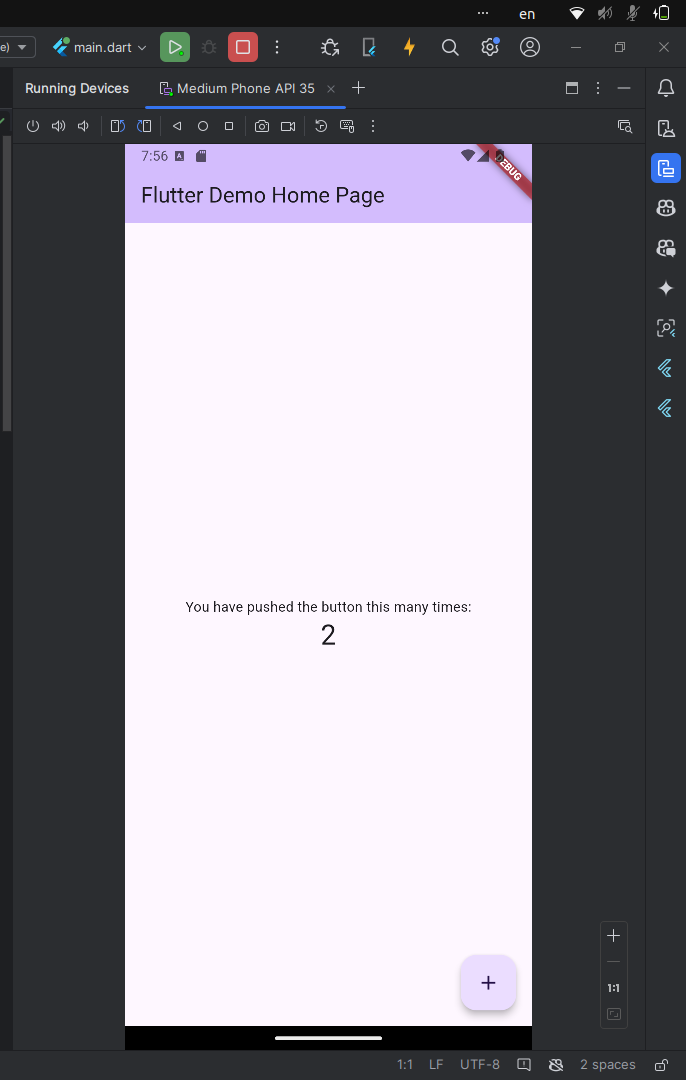 en
e)
main.dart
Running Devices
Medium Phone API 35
7:56
A
DEBUG
Flutter Demo Home Page
You have pushed the button this many times:
2
1:1
1:1 LF UTF-8 2 spaces